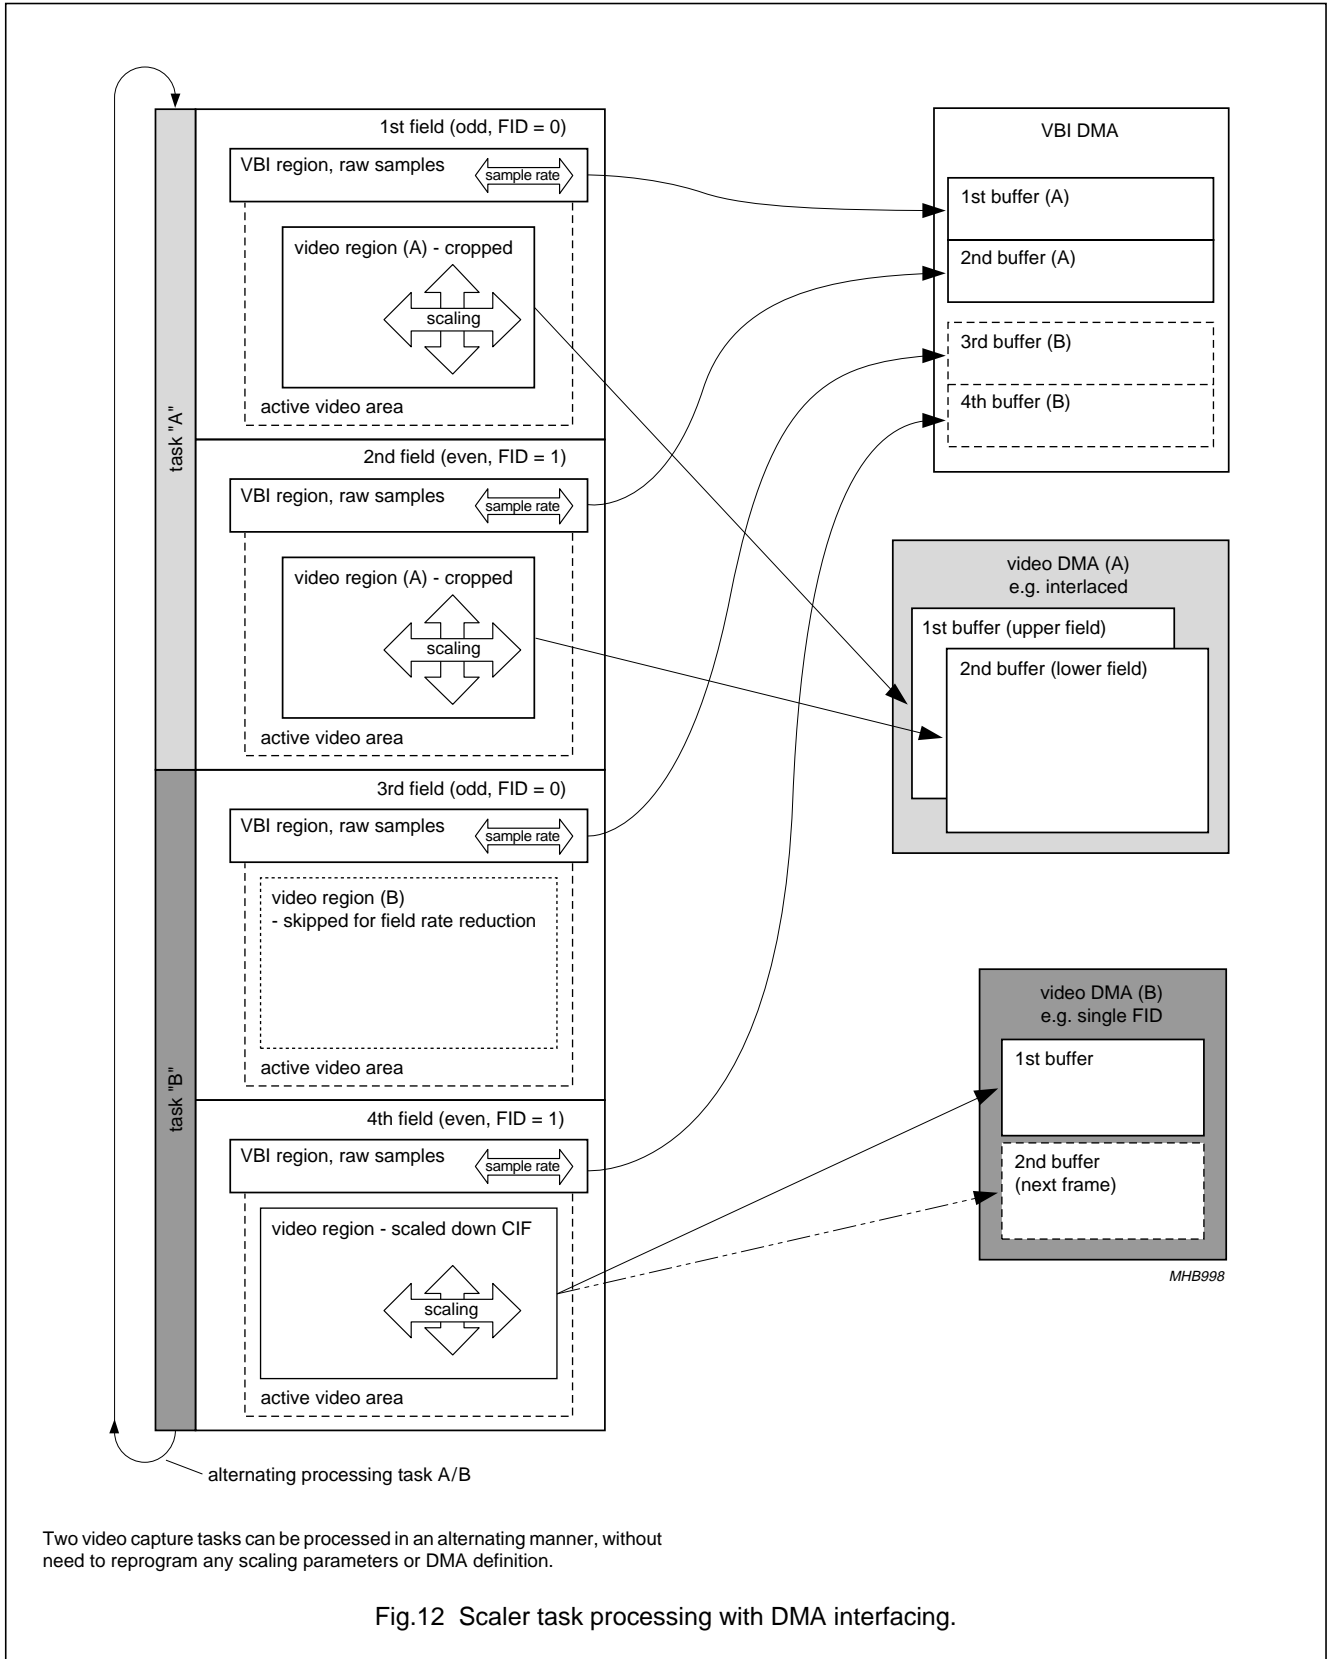 1st field (odd, FID = 0)
VBI region, raw samples
sample rate
video region (A) - cropped
scaling
active video area
task "A"
2nd field (even, FID = 1)
VBI region, raw samples
sample rate
video region (A) - cropped
scaling
active video area
3rd field (odd, FID = 0)
VBI region, raw samples
sample rate
video region (B)
- skipped for field rate reduction
active video area
task "B"
4th field (even, FID = 1)
VBI region, raw samples
sample rate
video region - scaled down CIF
scaling
active video area
alternating processing task A/B
VBI DMA
1st buffer (A)
2nd buffer (A)
3rd buffer (B)
4th buffer (B)
video DMA (A)
e.g. interlaced
1st buffer (upper field)
2nd buffer (lower field)
video DMA (B)
e.g. single FID
1st buffer
2nd buffer
(next frame)
MHB998
Two video capture tasks can be processed in an alternating manner, without
need to reprogram any scaling parameters or DMA definition.
Fig.12 Scaler task processing with DMA interfacing.